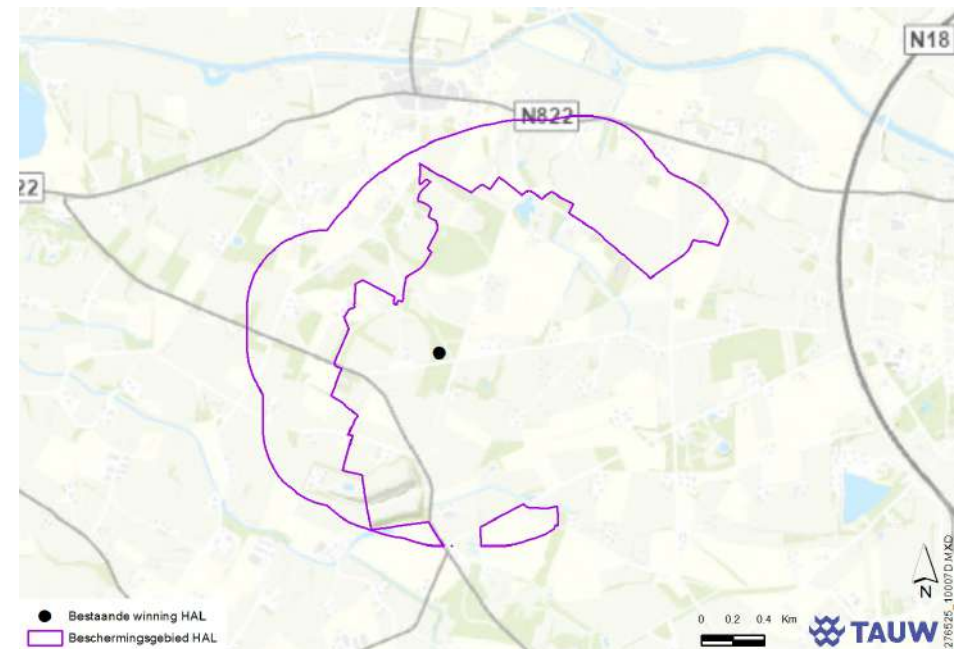 N18
N822
22
Bestaande winning HAL
Beschermingsgebied HAL
0 0.2 0.4 Km
N
TAUW
276525_10007D.MXD